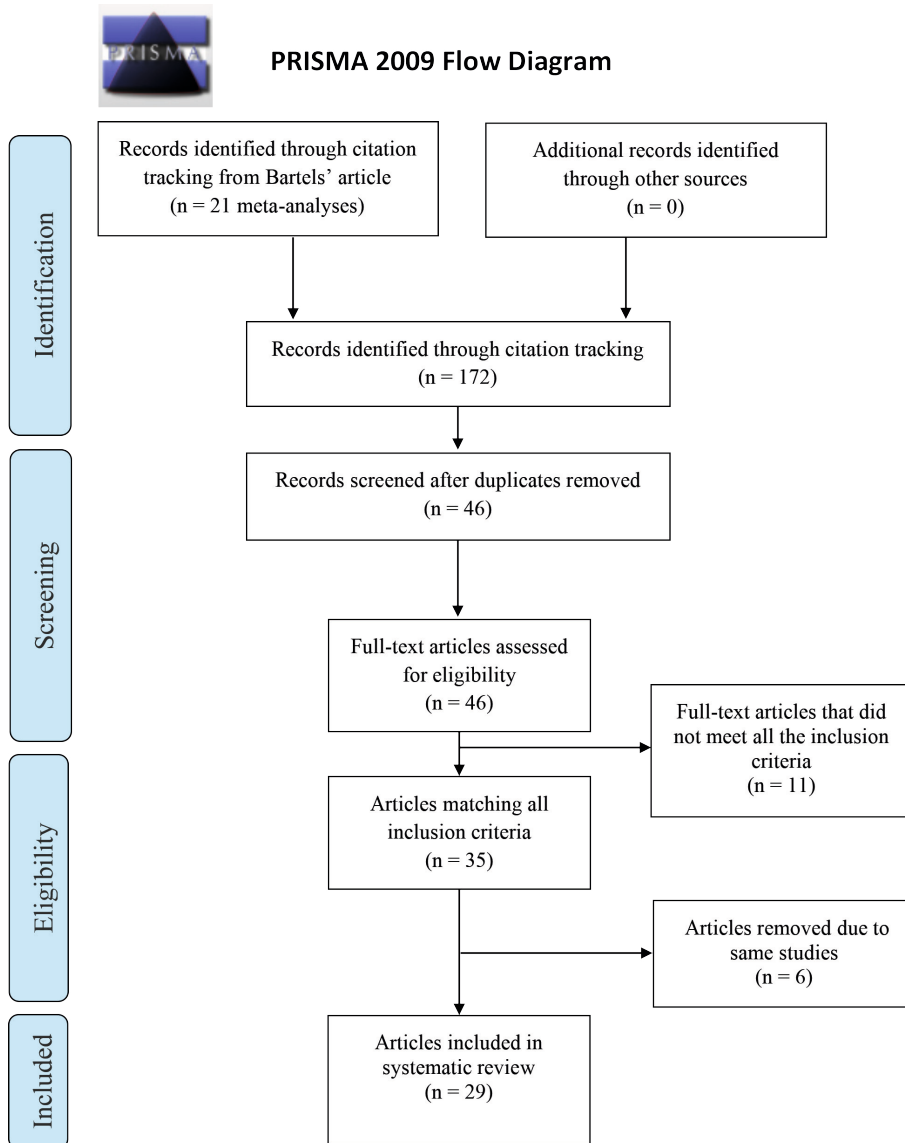 PRISMA
PRISMA 2009 Flow Diagram
Identification
Records identified through citation
tracking from Bartels’ article
(n = 21 meta-analyses)
Additional records identified
through other sources
(n = 0)
Records identified through citation tracking
(n = 172)
Screening
Records screened after duplicates removed
(n = 46)
Full-text articles assessed
for eligibility
(n = 46)
Full-text articles that did
not meet all the inclusion
criteria
(n = 11)
Eligibility
Articles matching all
inclusion criteria
(n = 35)
Articles removed due to
same studies
(n = 6)
Included
Articles included in
systematic review
(n = 29)